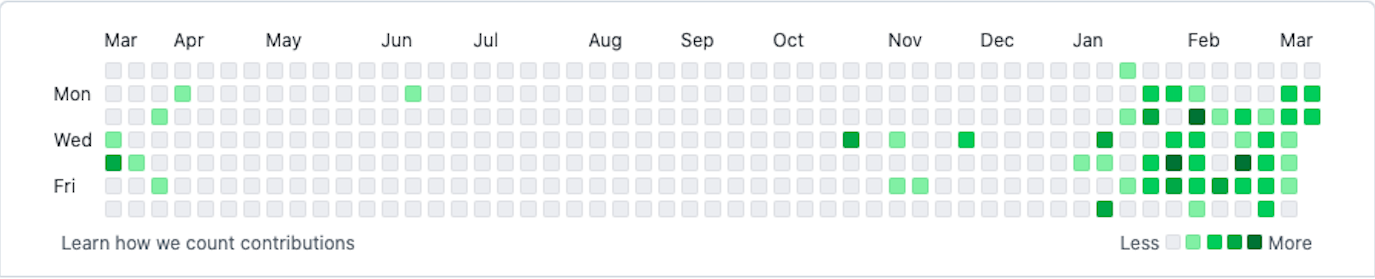 Mar Apr May Jun Jul Aug Sep Oct Nov Dec Jan Feb Mar
Mon
Wed
Fri
Learn how we count contributions
Less More